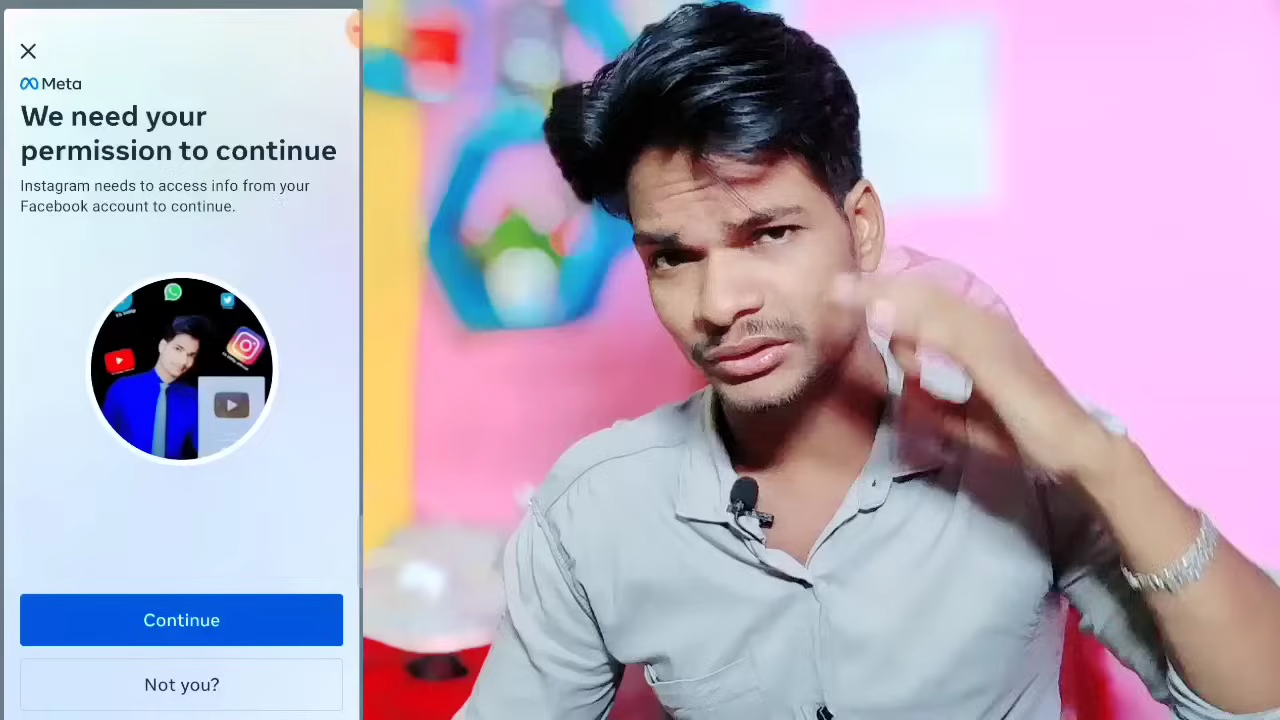 Meta
We need your
permission to continue
Instagram needs to access info from your
Facebook account to continue.
Continue
Not you?